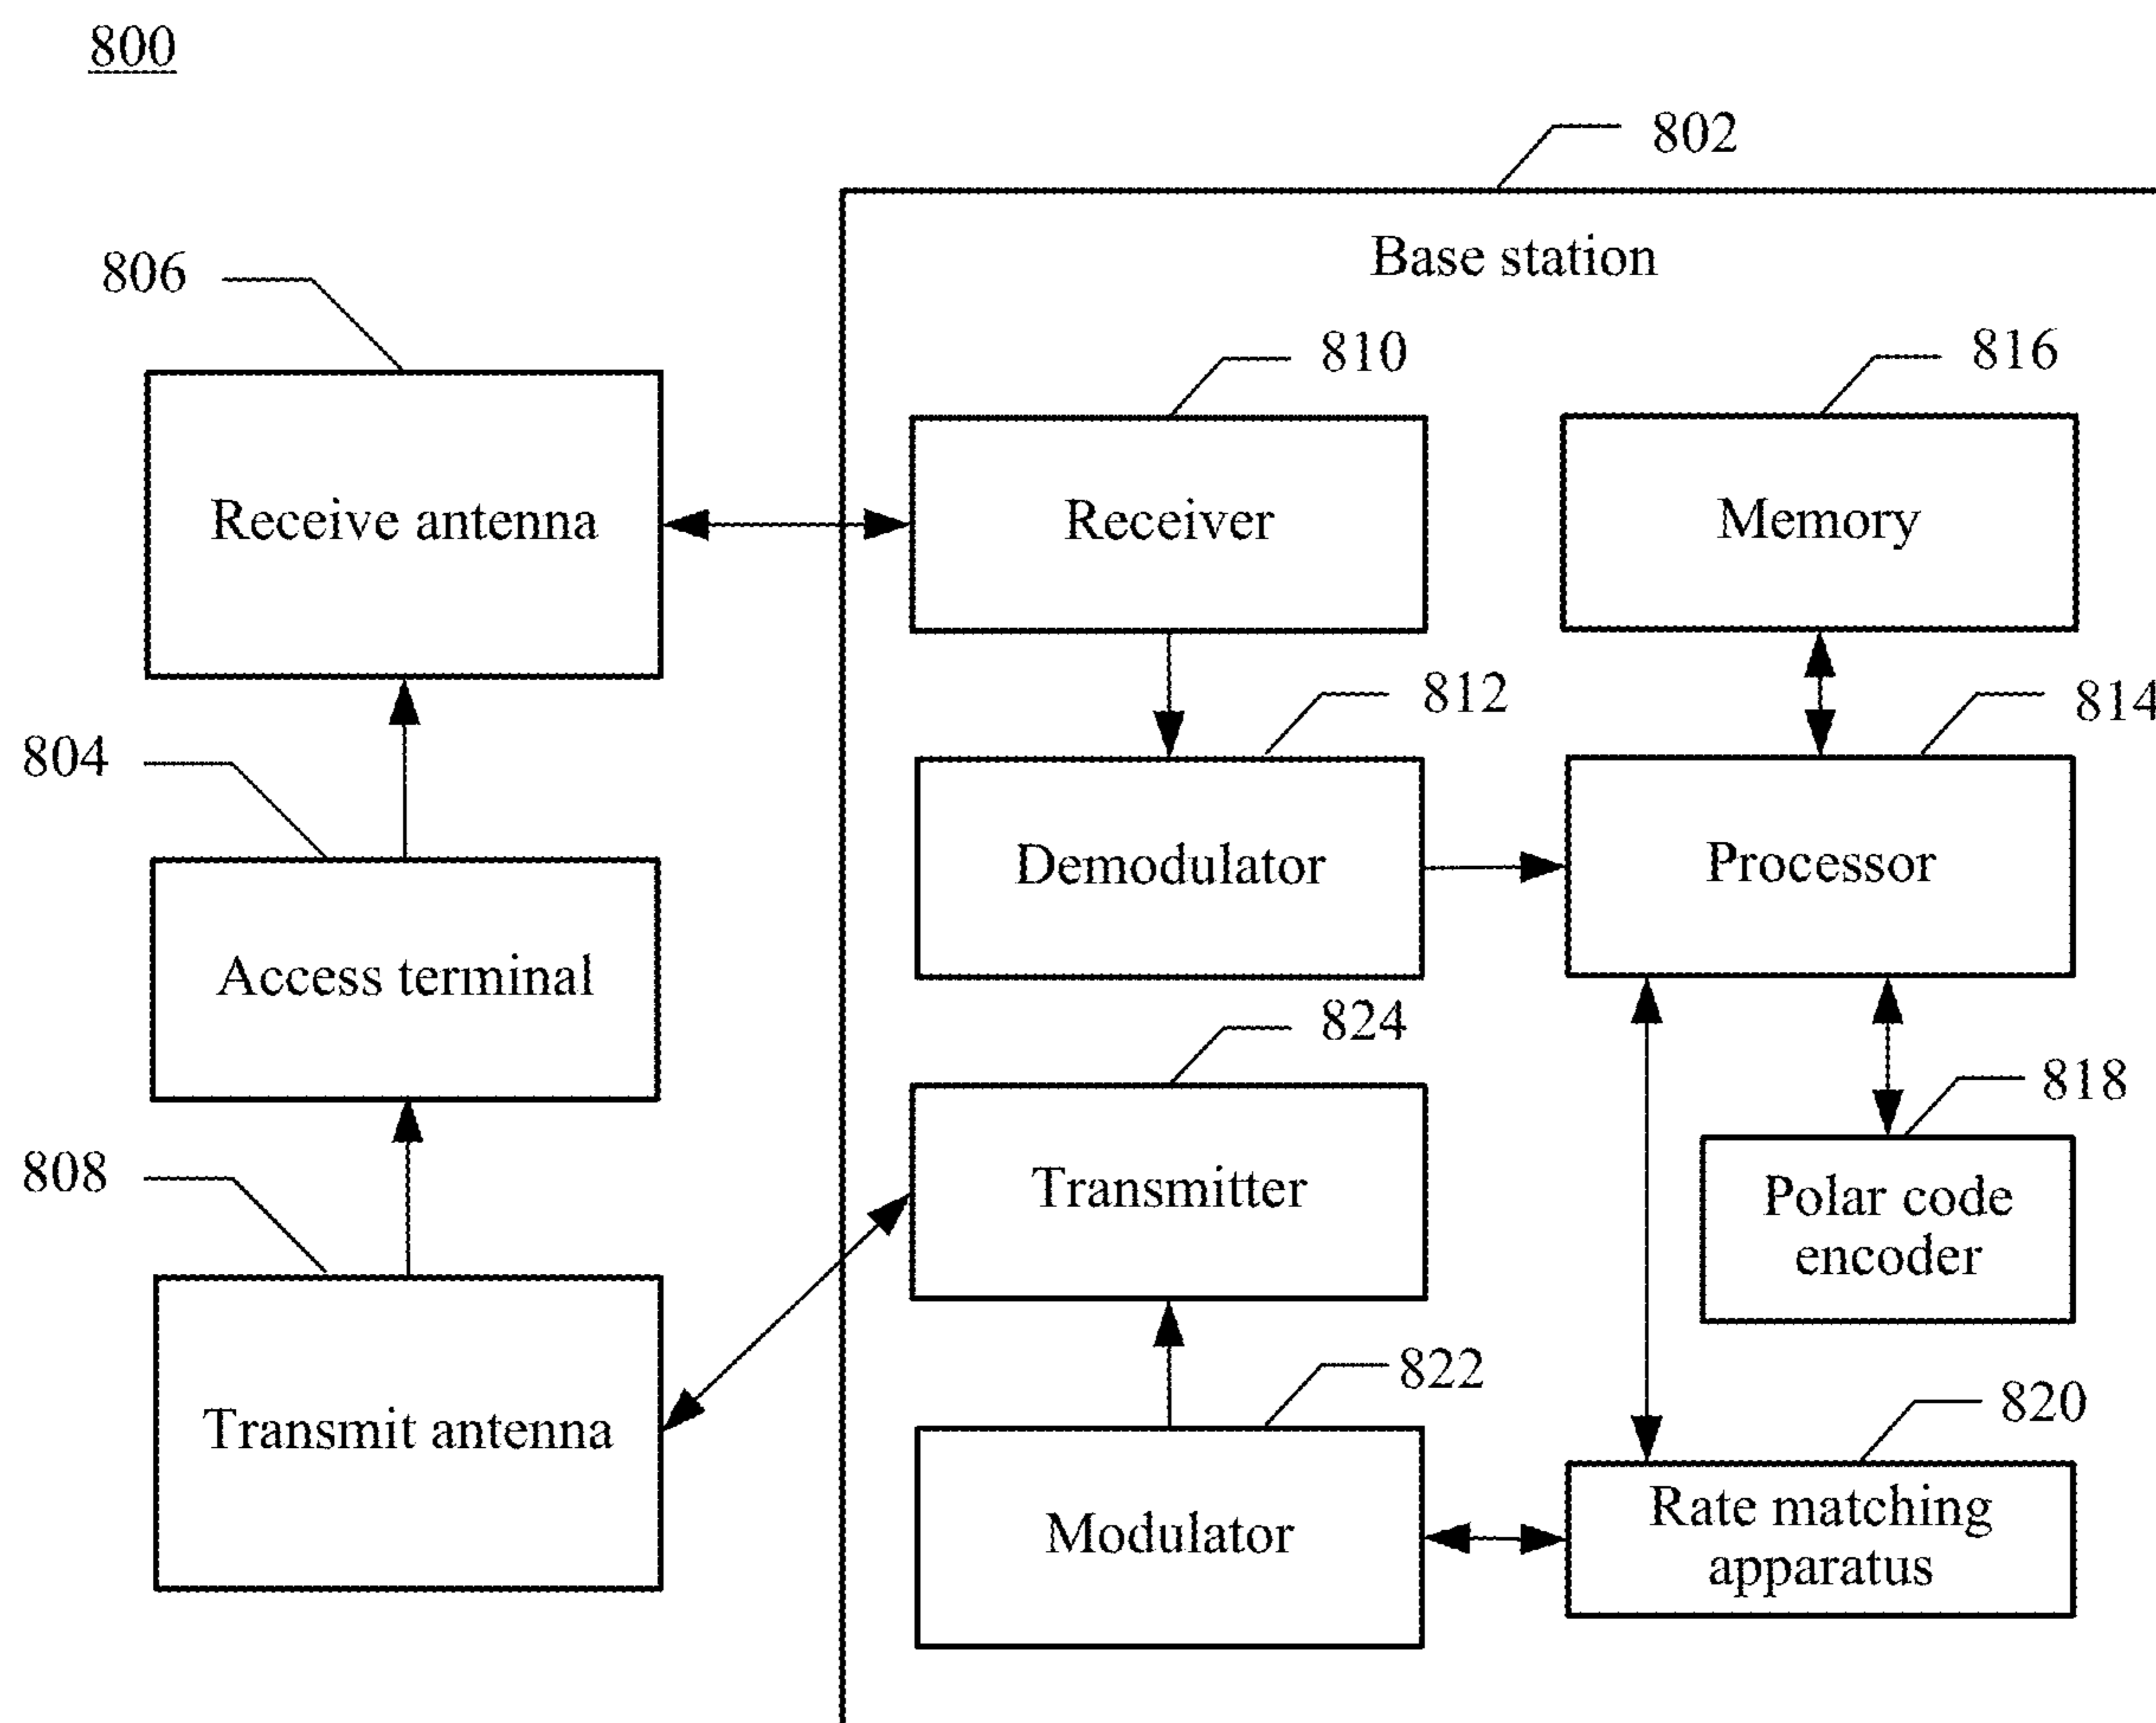 800
802
Base station
806
810
816
Receive antenna
Receiver
Memory
804
812
814
Access terminal
Demodulator
Processor
824
818
808
Transmitter
Polar code
encoder
822
820
Transmit antenna
Modulator
Rate matching
apparatus